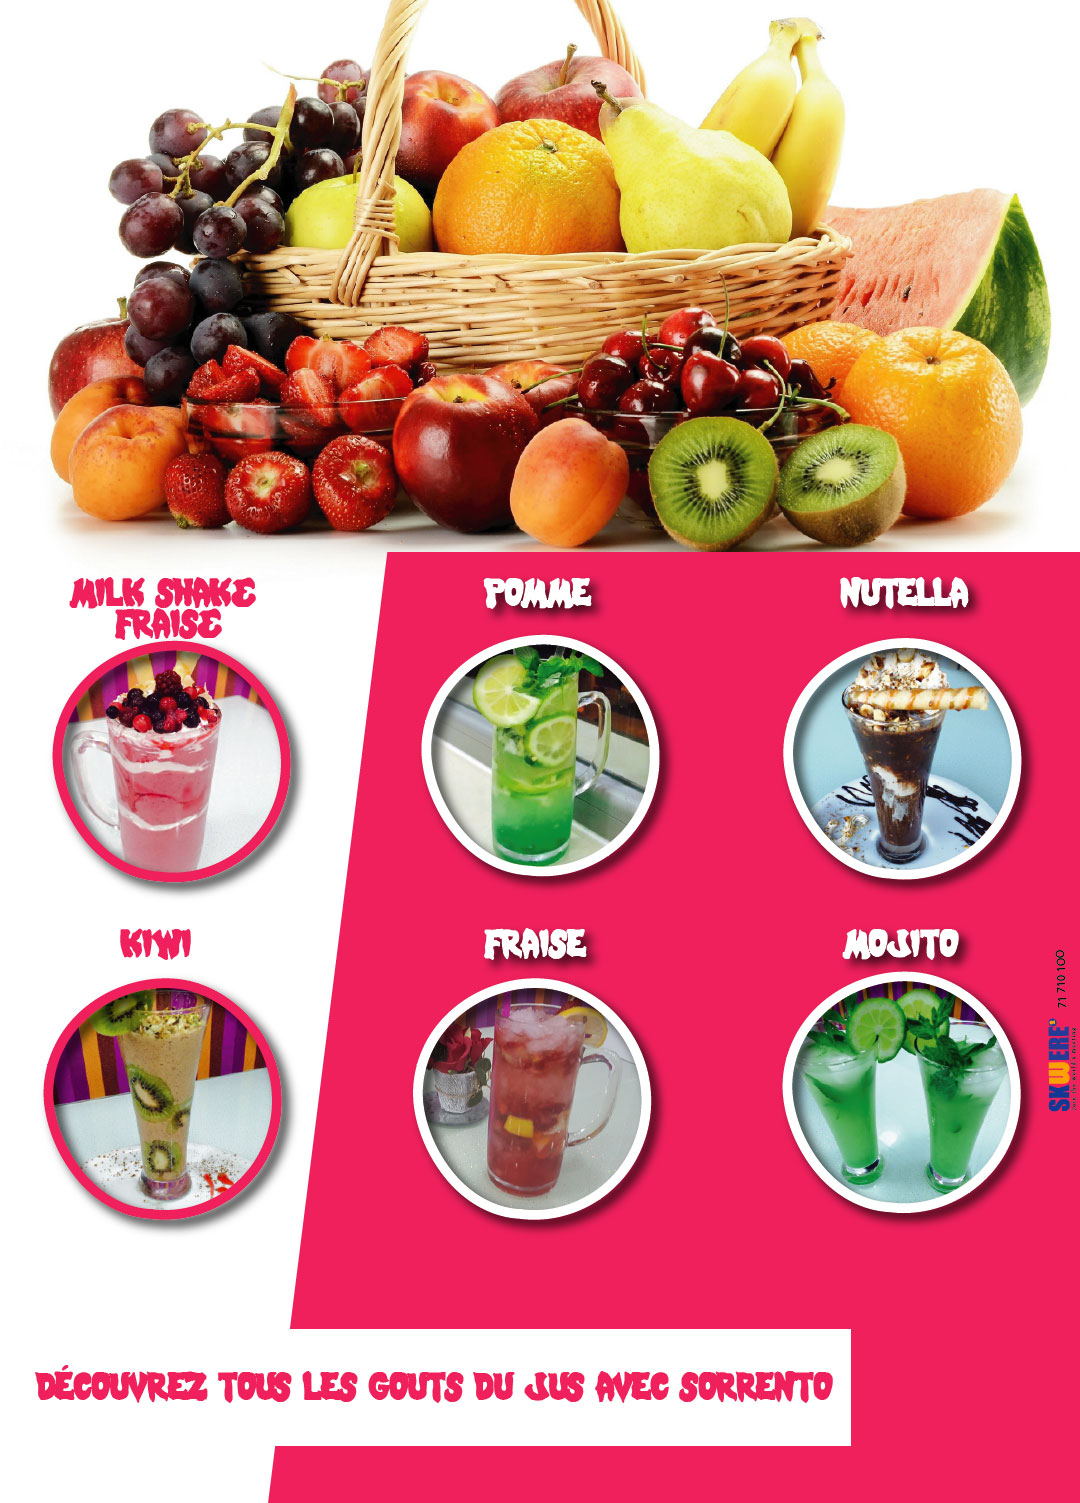 MILK SHAKE
FRAISE
POMME
NUTELLA
KIWI
FRAISE
MOJITO
71 710 100
SKWERE
DÉCOUVREZ TOUS LES GOUTS DU JUS AVEC SORRENTO